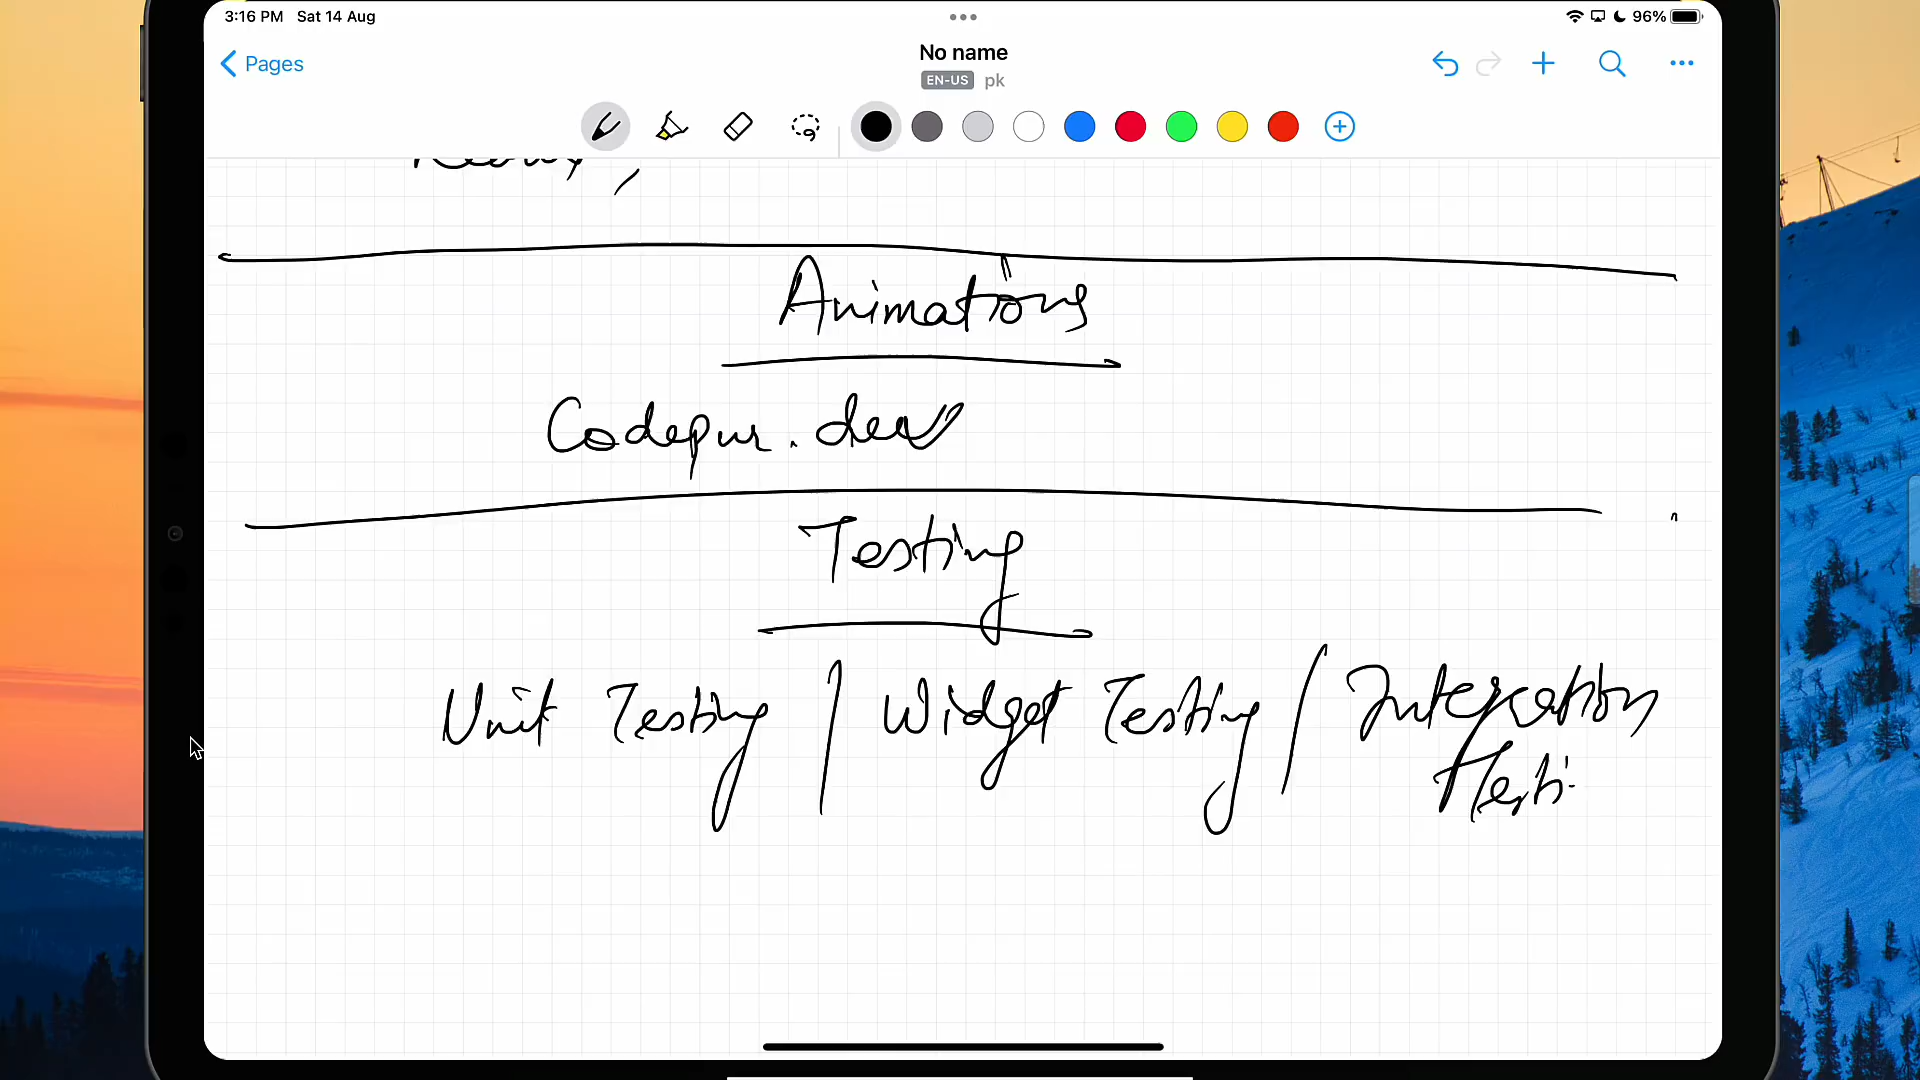 3:16 PM Sat 14 Aug
96%
Pages
No name
EN-US pk
Animations
Codepur.dev
Testing
Unit Testing / Widget Testing / Integration
Testi